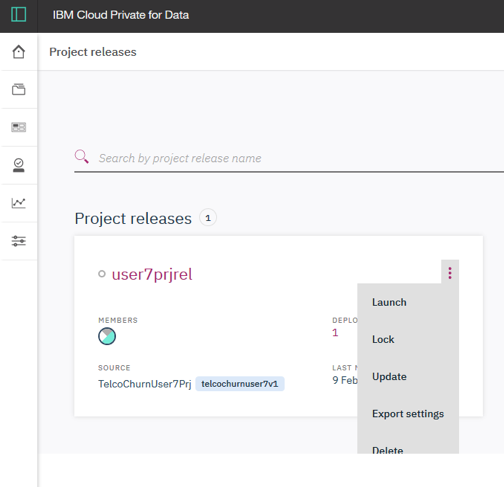 IBM Cloud Private for Data
Project releases
Search by project release name
Project releases 1
user7prjrel
Launch
MEMBERS
DEPLO
1
Lock
SOURCE
LAST
Update
TelcoChurnUser7Prj telcochurnuser7v1
9 Feb
Export settings
Delete